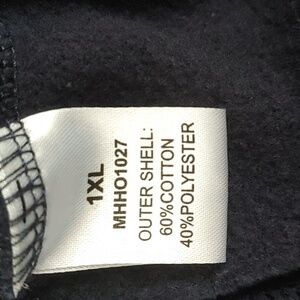 1XL
MHHO1027
OUTER SHELL:
60%COTTON
40%POLYESTER